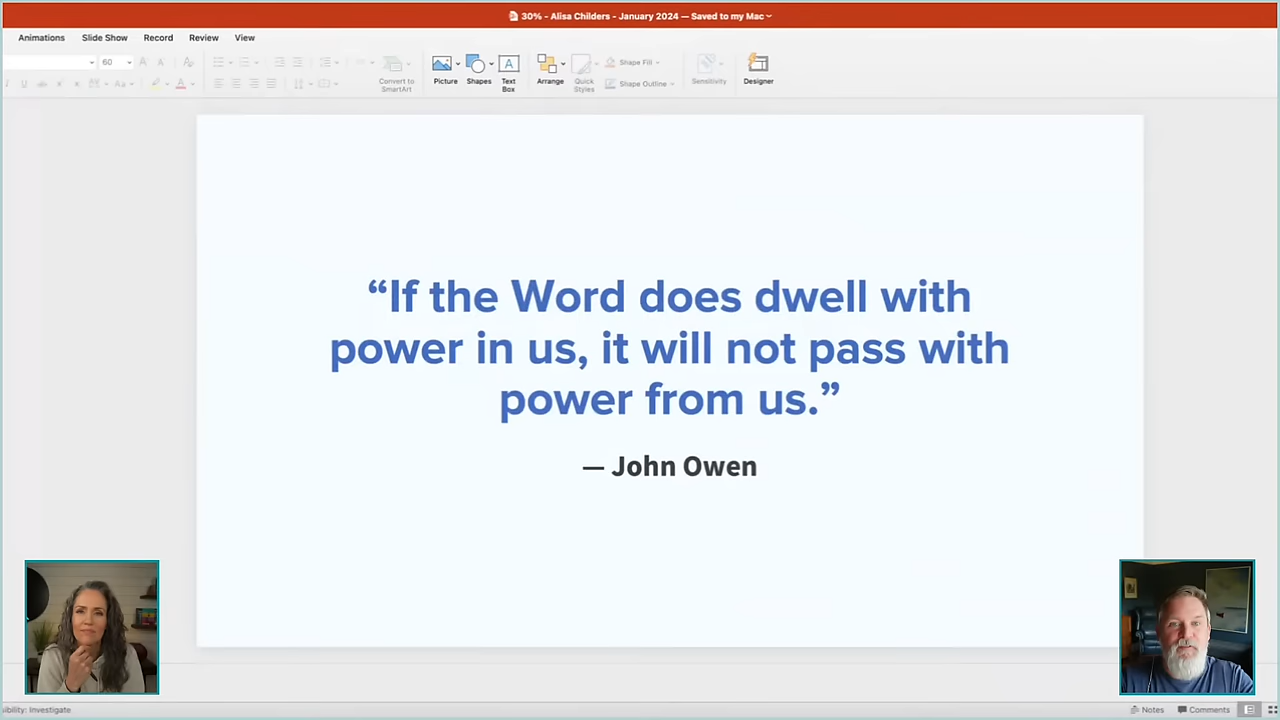 30% - Alisa Childers - January 2024 — Saved to my Mac
Animations Slide Show Record Review View
60
Convert to
SmartArt
Picture
Shapes
Text
Box
Arrange
Quick
Styles
Shape Fill
Shape Outline
Sensitivity
Designer
“If the Word does dwell with
power in us, it will not pass with
power from us.”
— John Owen
ibility: Investigate
Notes Comments